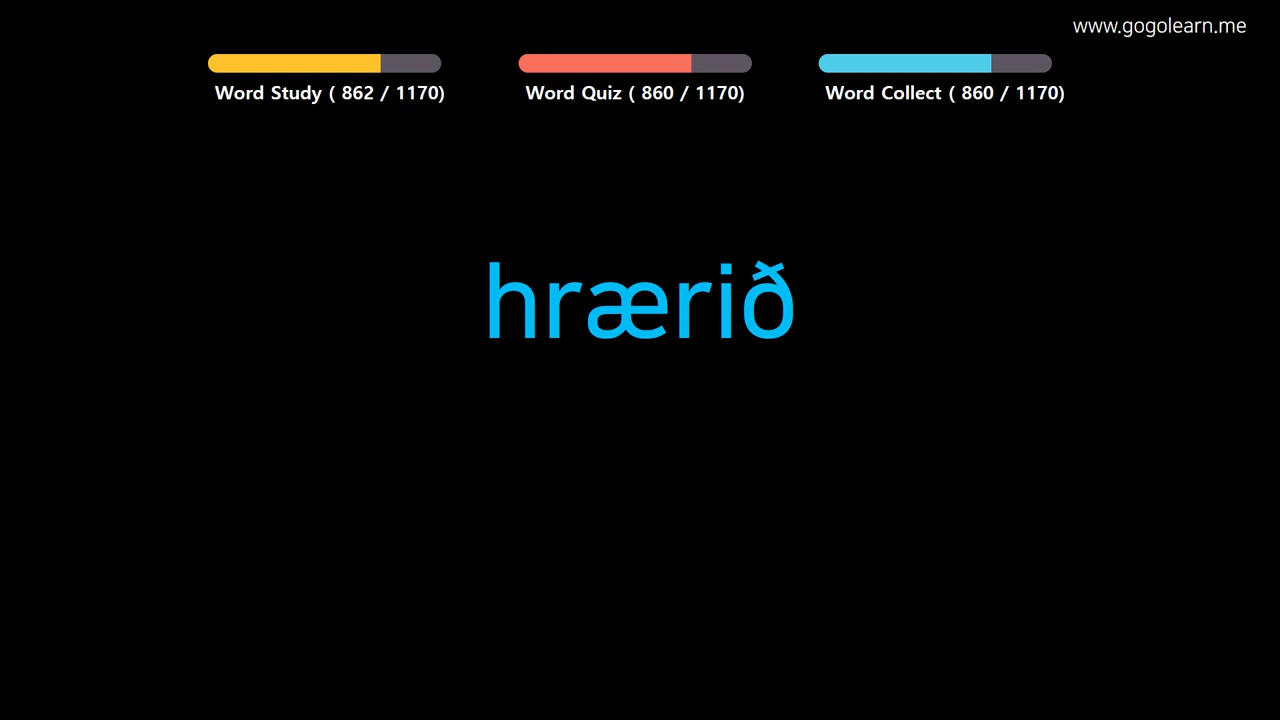 www.gogolearn.me
Word Study ( 862 / 1170)
Word Quiz ( 860 / 1170)
Word Collect ( 860 / 1170)
hrærið